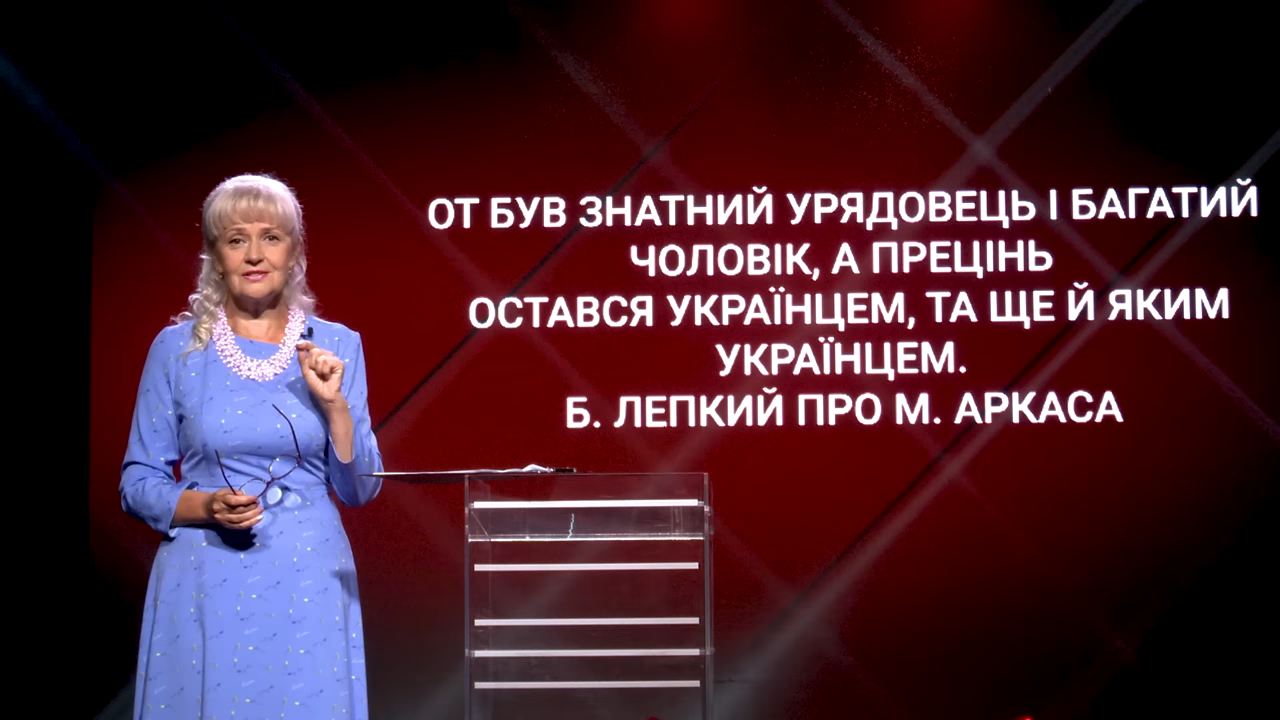 ОТ БУВ ЗНАТНИЙ УРЯДОВЕЦЬ І БАГАТИЙ
ЧОЛОВІК, А ПРЕЦІНЬ
ОСТАВСЯ УКРАЇНЦЕМ, ТА ЩЕ Й ЯКИМ
УКРАЇНЦЕМ.
Б. ЛЕПКИЙ ПРО М. АРКАСА